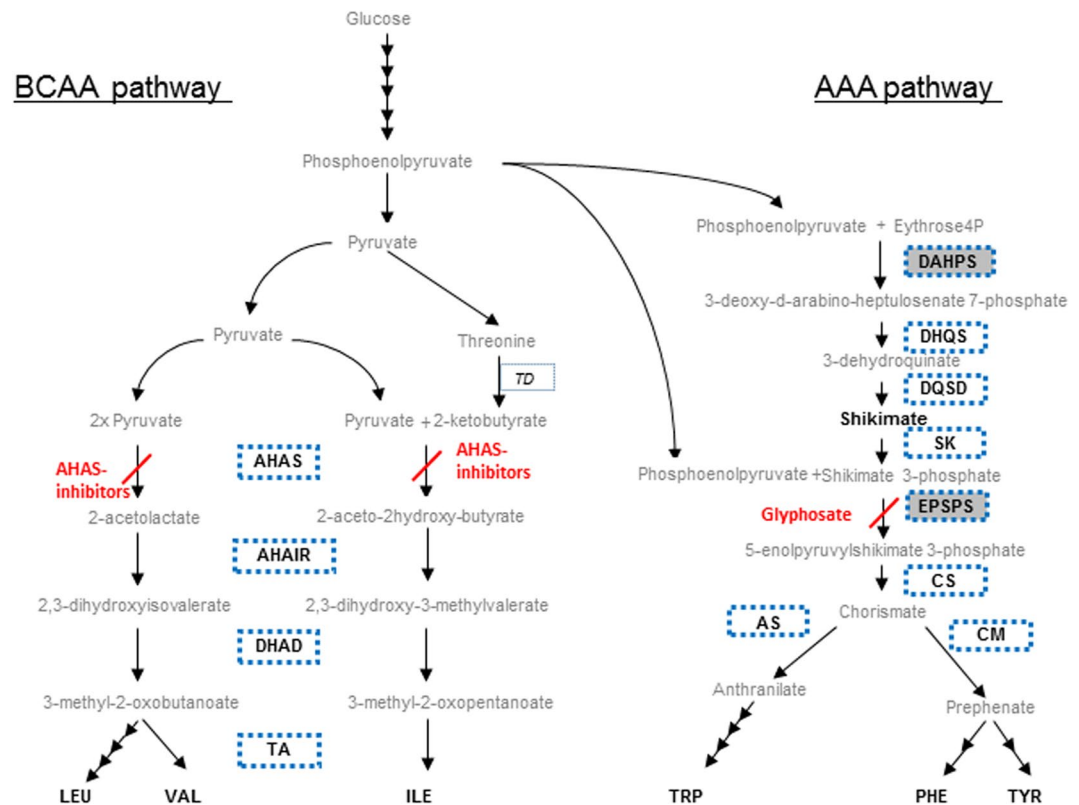 Glucose
BCAA pathway
AAA pathway
Phosphoenolpyruvate
Phosphoenolpyruvate + Eythrose4P
Pyruvate
DAHPS
3-deoxy-d-arabino-heptulosenate 7-phosphate
Pyruvate
Threonine
DHQS
3-dehydroquinate
TD
DQSD
2x Pyruvate
Pyruvate + 2-ketobutyrate
Shikimate
AHAS-
inhibitors
AHAS
AHAS-
inhibitors
SK
Phosphoenolpyruvate +Shikimate 3-phosphate
2-acetolactate
2-aceto-2hydroxy-butyrate
Glyphosate
EPSPS
5-enolpyruvylshikimate 3-phosphate
AHAIR
CS
2,3-dihydroxyisovalerate
2,3-dihydroxy-3-methylvalerate
Chorismate
AS
CM
DHAD
Anthranilate
3-methyl-2-oxobutanoate
3-methyl-2-oxopentanoate
Prephenate
TA
LEU VAL ILE TRP PHE TYR